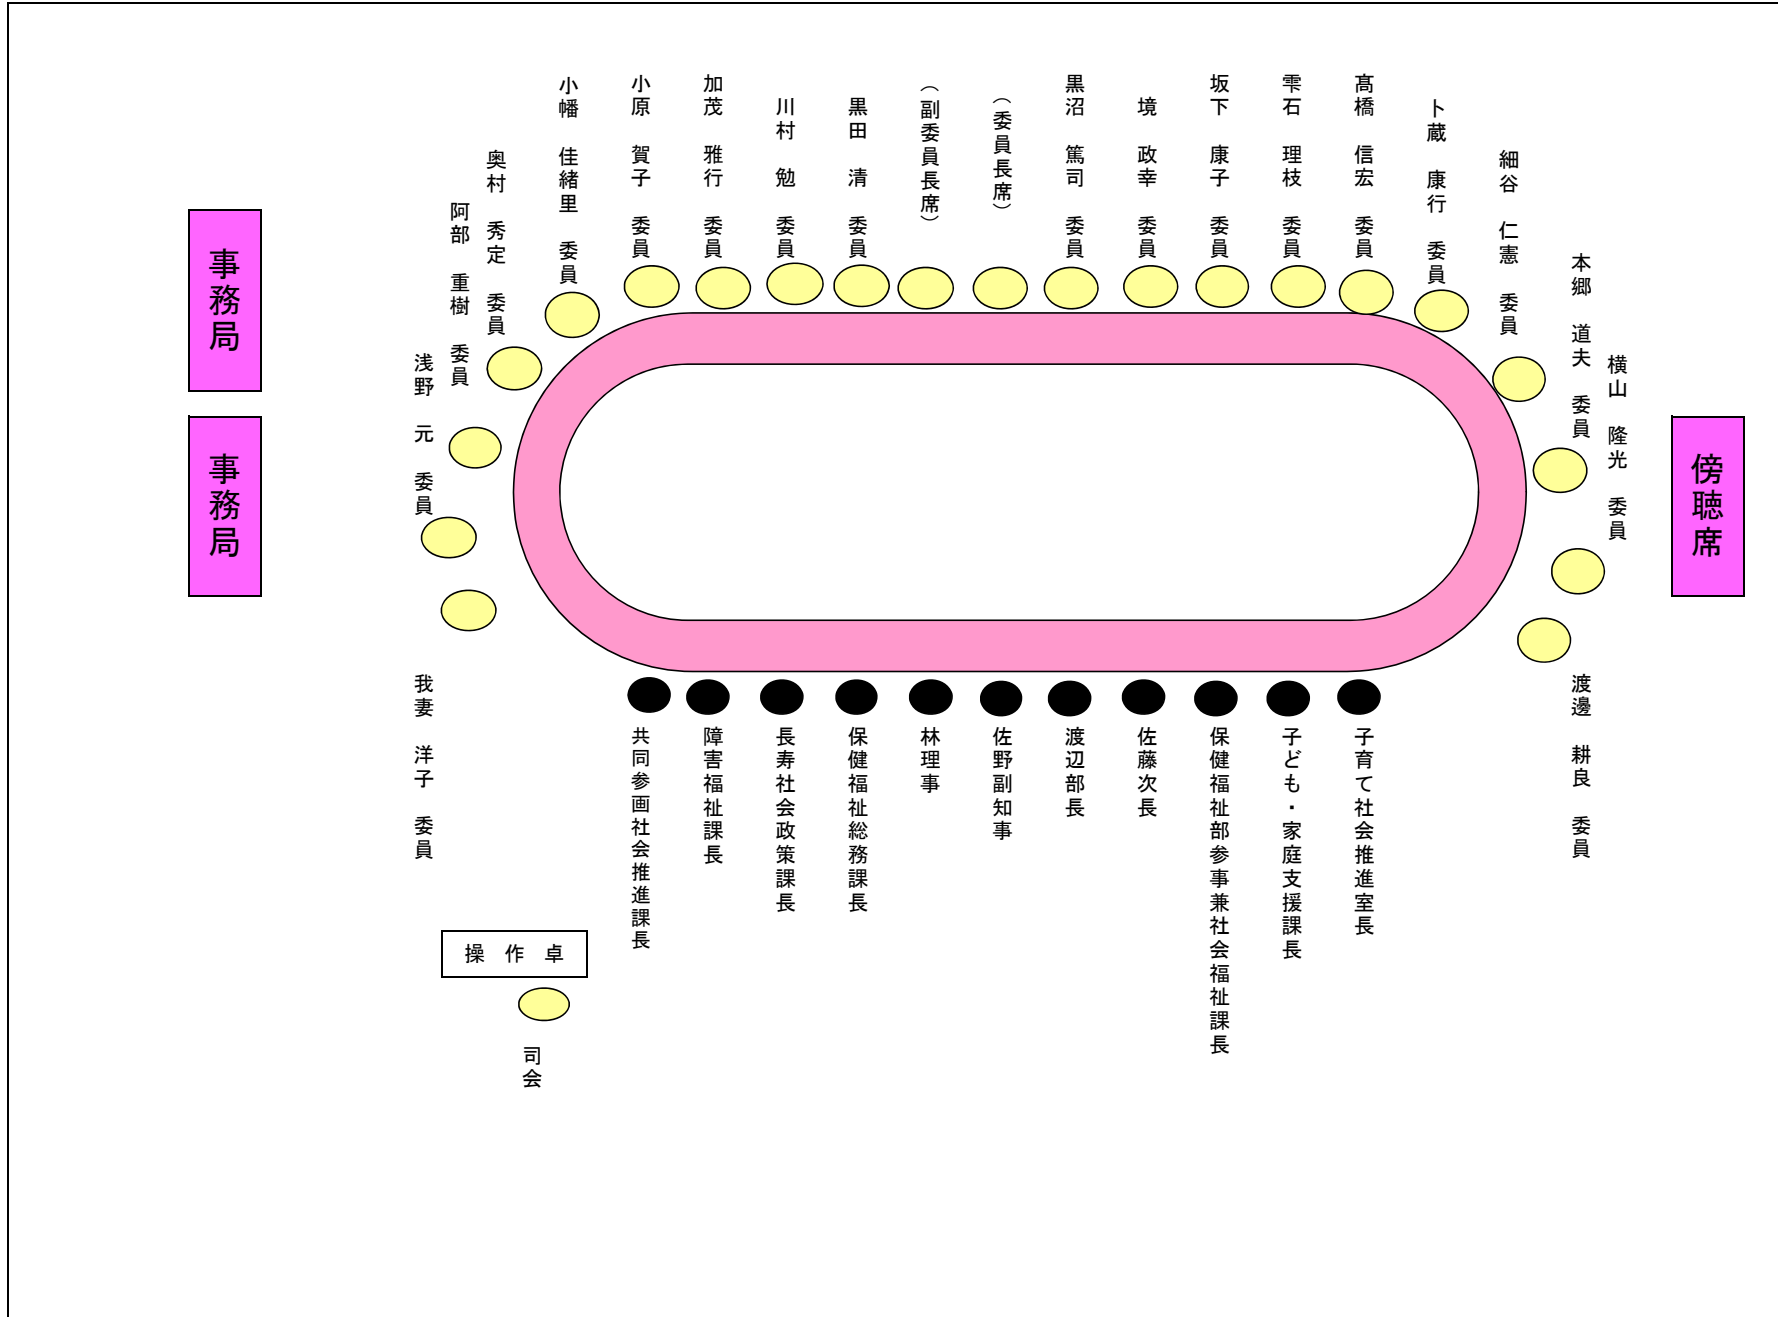 事務局
事務局
我妻　洋子　委員
浅野　元　委員
阿部　重樹　委員
奥村　秀定　委員
小幡　佳緒里　委員
小原　賀子　委員
加茂　雅行　委員
川村　勉　委員
黒田　清　委員
（副委員長席）
（委員長席）
黒沼　篤司　委員
境　政幸　委員
坂下　康子　委員
雫石　理枝　委員
髙橋　信宏　委員
卜蔵　康行　委員
細谷　仁憲　委員
本郷　道夫　委員
横山　隆光　委員
渡邊　耕良　委員
傍聴席
共同参画社会推進課長
障害福祉課長
長寿社会政策課長
保健福祉総務課長
林理事
佐野副知事
渡辺部長
佐藤次長
保健福祉部参事兼社会福祉課長
子ども・家庭支援課長
子育て社会推進室長
操　作　卓
司会